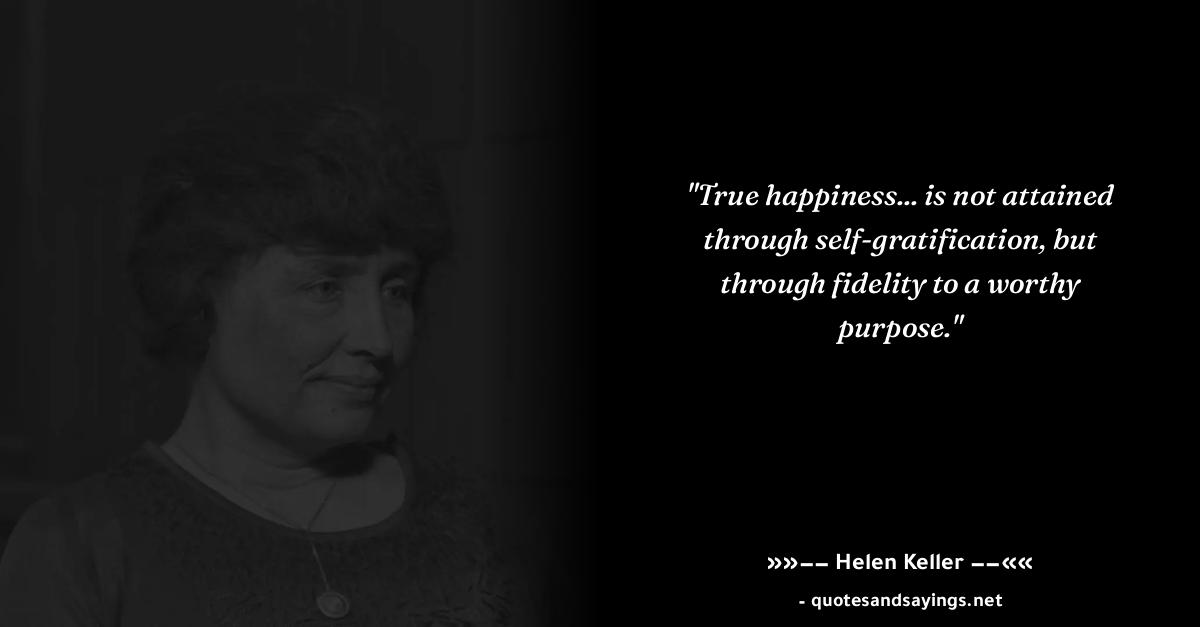 "True happiness... is not attained
through self-gratification, but
through fidelity to a worthy
purpose."
»»−− Helen Keller −−««
- quotesandsayings.net